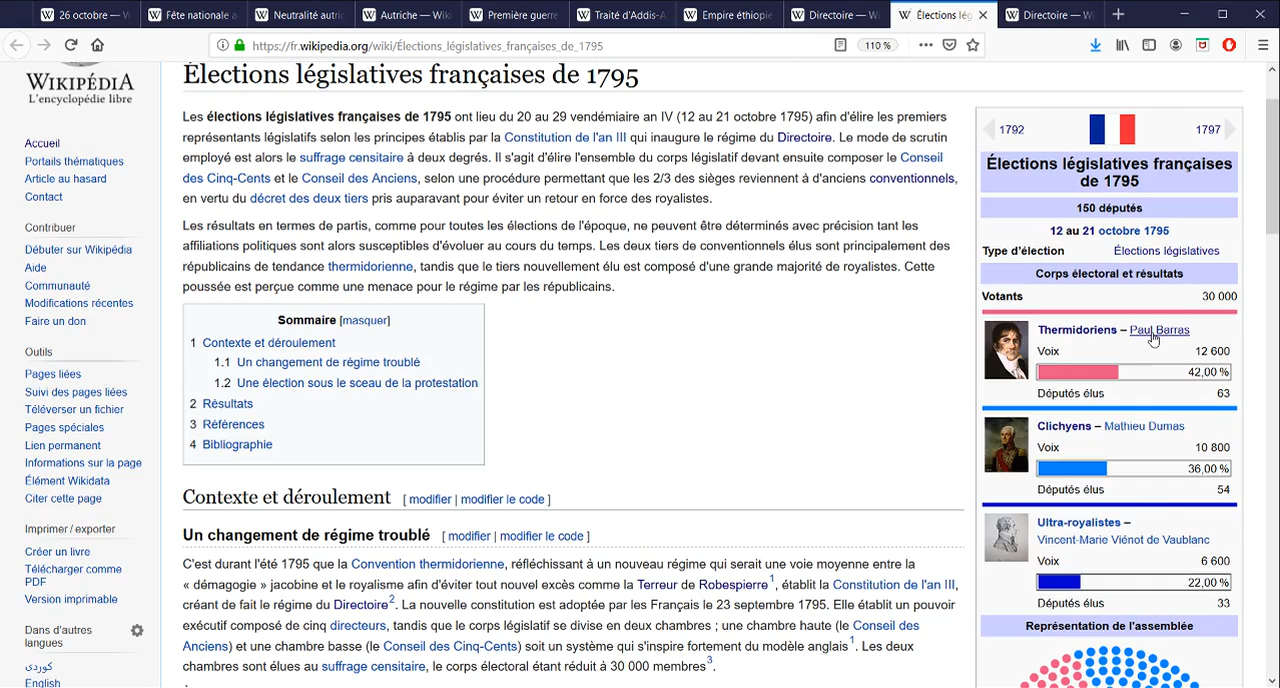 26 octobre —
Fête nationale a
Neutralité autric
Autriche — Wiki
Première guerre
Traité d'Addis-A
Empire éthiopie
Directoire — Wi
Élections lég
Directoire — Wi
https://fr.wikipedia.org/wiki/Élections_législatives_françaises_de_1795
110 %
WIKIPÉDIA
L'encyclopédie libre
Accueil
Portails thématiques
Article au hasard
Contact
Contribuer
Débuter sur Wikipédia
Aide
Communauté
Modifications récentes
Faire un don
Outils
Pages liées
Suivi des pages liées
Téléverser un fichier
Pages spéciales
Lien permanent
Informations sur la page
Élément Wikidata
Citer cette page
Imprimer / exporter
Créer un livre
Télécharger comme
PDF
Version imprimable
Dans d'autres
langues
کوردی
English
Élections législatives françaises de 1795
Les élections législatives françaises de 1795 ont lieu du 20 au 29 vendémiaire an IV (12 au 21 octobre 1795) afin d'élire les premiers
représentants législatifs selon les principes établis par la Constitution de l'an III qui inaugure le régime du Directoire. Le mode de scrutin
employé est alors le suffrage censitaire à deux degrés. Il s'agit d'élire l'ensemble du corps législatif devant ensuite composer le Conseil
des Cinq-Cents et le Conseil des Anciens, selon une procédure permettant que les 2/3 des sièges reviennent à d'anciens conventionnels,
en vertu du décret des deux tiers pris auparavant pour éviter un retour en force des royalistes.
Les résultats en termes de partis, comme pour toutes les élections de l'époque, ne peuvent être déterminés avec précision tant les
affiliations politiques sont alors susceptibles d'évoluer au cours du temps. Les deux tiers de conventionnels élus sont principalement des
républicains de tendance thermidorienne, tandis que le tiers nouvellement élu est composé d'une grande majorité de royalistes. Cette
poussée est perçue comme une menace pour le régime par les républicains.
Sommaire [masquer]
1 Contexte et déroulement
1.1 Un changement de régime troublé
1.2 Une élection sous le sceau de la protestation
2 Résultats
3 Références
4 Bibliographie
Contexte et déroulement [ modifier | modifier le code ]
Un changement de régime troublé [ modifier | modifier le code ]
C'est durant l'été 1795 que la Convention thermidorienne, réfléchissant à un nouveau régime qui serait une voie moyenne entre la
« démagogie » jacobine et le royalisme afin d'éviter tout nouvel excès comme la Terreur de Robespierre1, établit la Constitution de l'an III,
créant de fait le régime du Directoire2. La nouvelle constitution est adoptée par les Français le 23 septembre 1795. Elle établit un pouvoir
exécutif composé de cinq directeurs, tandis que le corps législatif se divise en deux chambres ; une chambre haute (le Conseil des
Anciens) et une chambre basse (le Conseil des Cinq-Cents) soit un système qui s'inspire fortement du modèle anglais1. Les deux
chambres sont élues au suffrage censitaire, le corps électoral étant réduit à 30 000 membres3.
1792
1797
Élections législatives françaises
de 1795
150 députés
12 au 21 octobre 1795
Type d'élection Élections législatives
Corps électoral et résultats
Votants 30 000
Thermidoriens – Paul Barras
Voix 12 600
42,00 %
Députés élus 63
Clichyens – Mathieu Dumas
Voix 10 800
36,00 %
Députés élus 54
Ultra-royalistes –
Vincent-Marie Viénot de Vaublanc
Voix 6 600
22,00 %
Députés élus 33
Représentation de l'assemblée